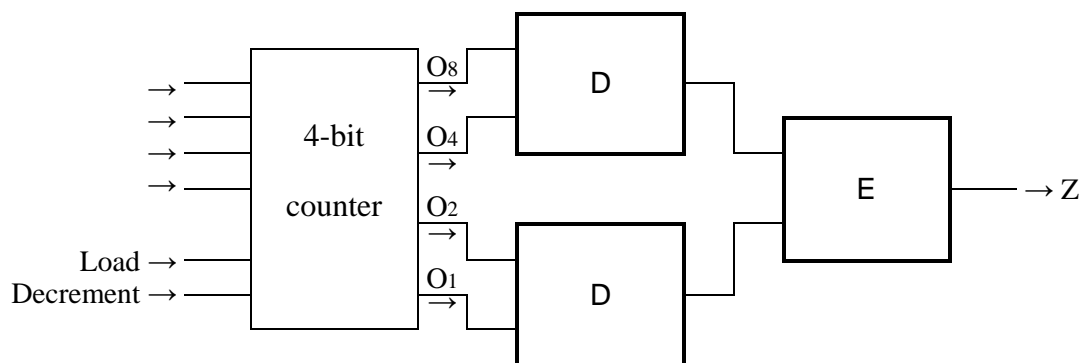 O8
D
→
→ 4-bit O4
→
E → Z
→
counter O2
Load →
D
Decrement → O1